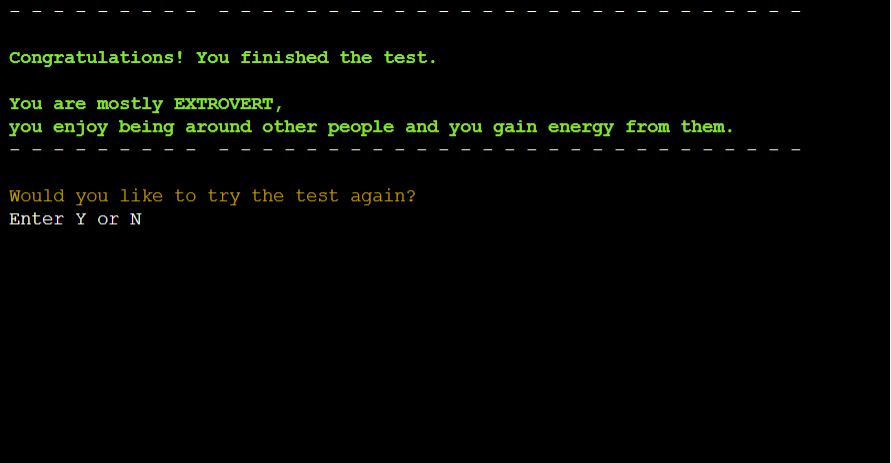 - - - - - - - - -  - - - - - - - - - - - - - - - - - - - - - - - - - - -
Congratulations! You finished the test.
You are mostly EXTROVERT,
you enjoy being around other people and you gain energy from them.
- - - - - - - - -  - - - - - - - - - - - - - - - - - - - - - - - - - - -
Would you like to try the test again?
Enter Y or N